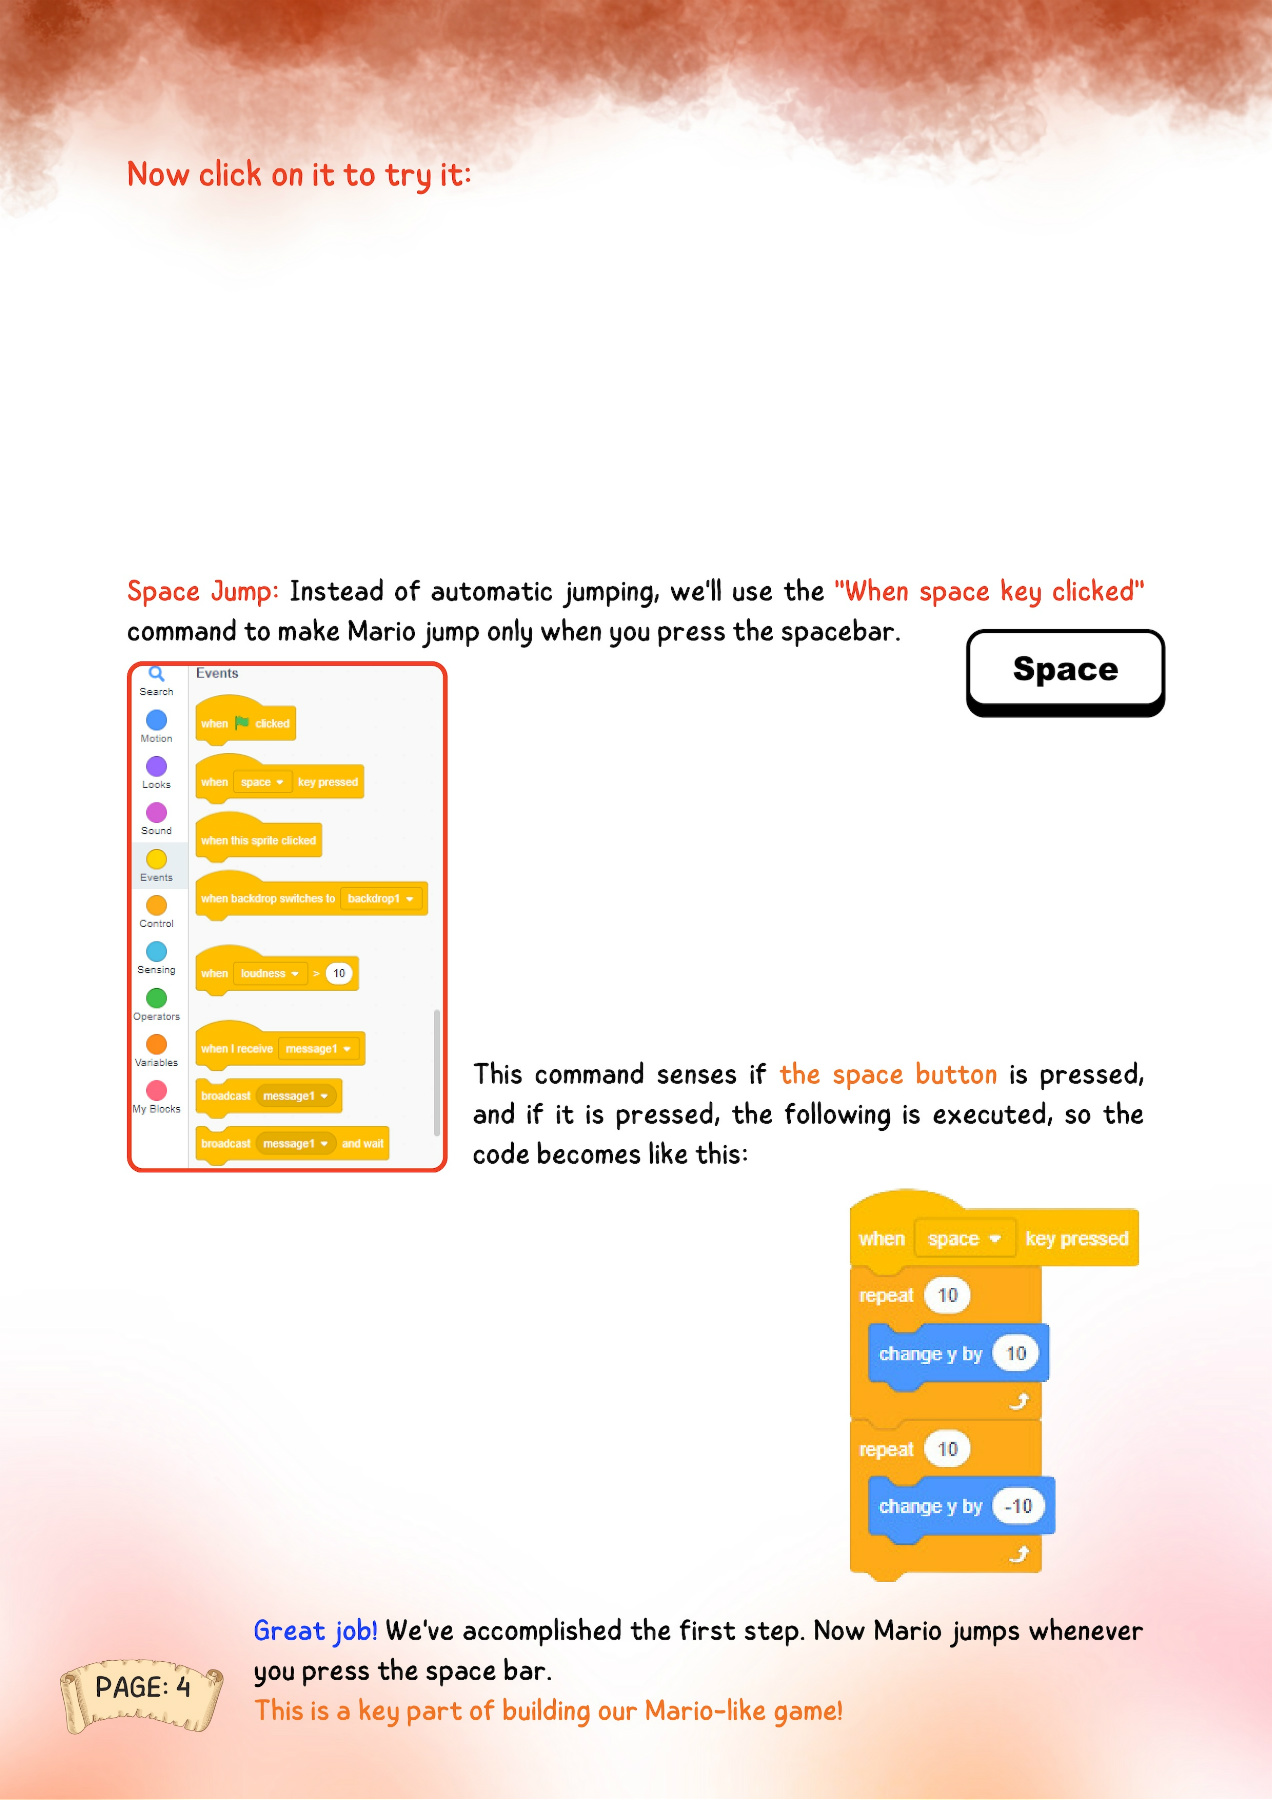 Now click on it to try it:
Space Jump: Instead of automatic jumping, we'll use the "When space key clicked"
command to make Mario jump only when you press the spacebar.
Space
Search
Motion
Looks
Sound
Events
Control
Sensing
Operators
Variables
My Blocks
Events
when clicked
when space key pressed
when this sprite clicked
when backdrop switches to backdrop1
when loudness > 10
when I receive message1
broadcast message1
broadcast message1 and wait
This command senses if the space button is pressed,
and if it is pressed, the following is executed, so the
code becomes like this:
when space key pressed
repeat 10
change y by 10
repeat 10
change y by -10
Great job! We've accomplished the first step. Now Mario jumps whenever
you press the space bar.
This is a key part of building our Mario-like game!
PAGE: 4